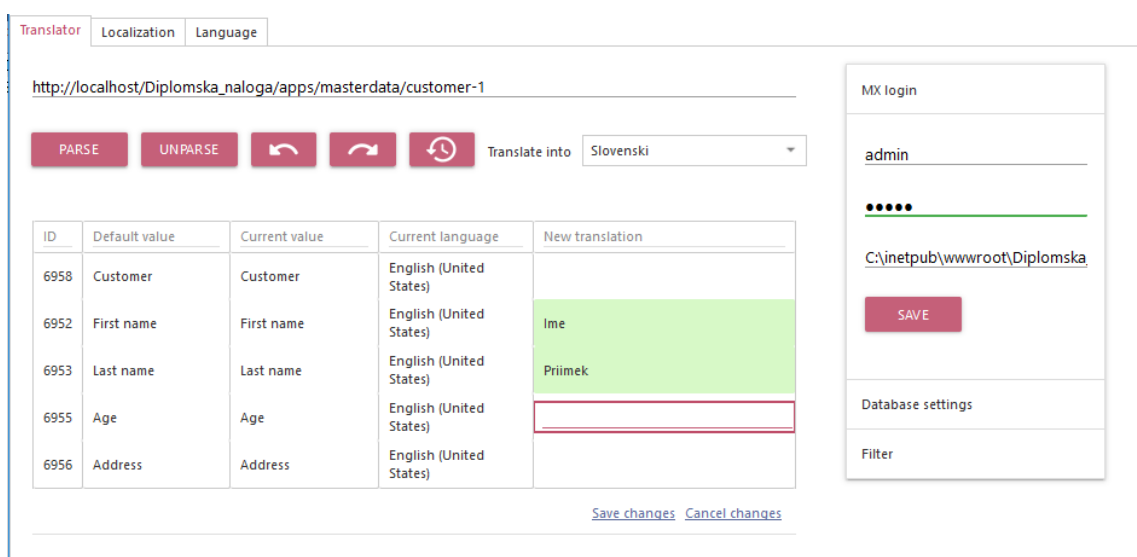 Translator Localization Language
http://localhost/Diplomska_naloga/apps/masterdata/customer-1
PARSE UNPARSE Translate into Slovenski
ID Default value Current value Current language New translation
6958 Customer Customer English (United States)
6952 First name First name English (United States) Ime
6953 Last name Last name English (United States) Priimek
6955 Age Age English (United States)
6956 Address Address English (United States)
Save changes Cancel changes
MX login
admin
•••••
C:\inetpub\wwwroot\Diplomska_
SAVE
Database settings
Filter